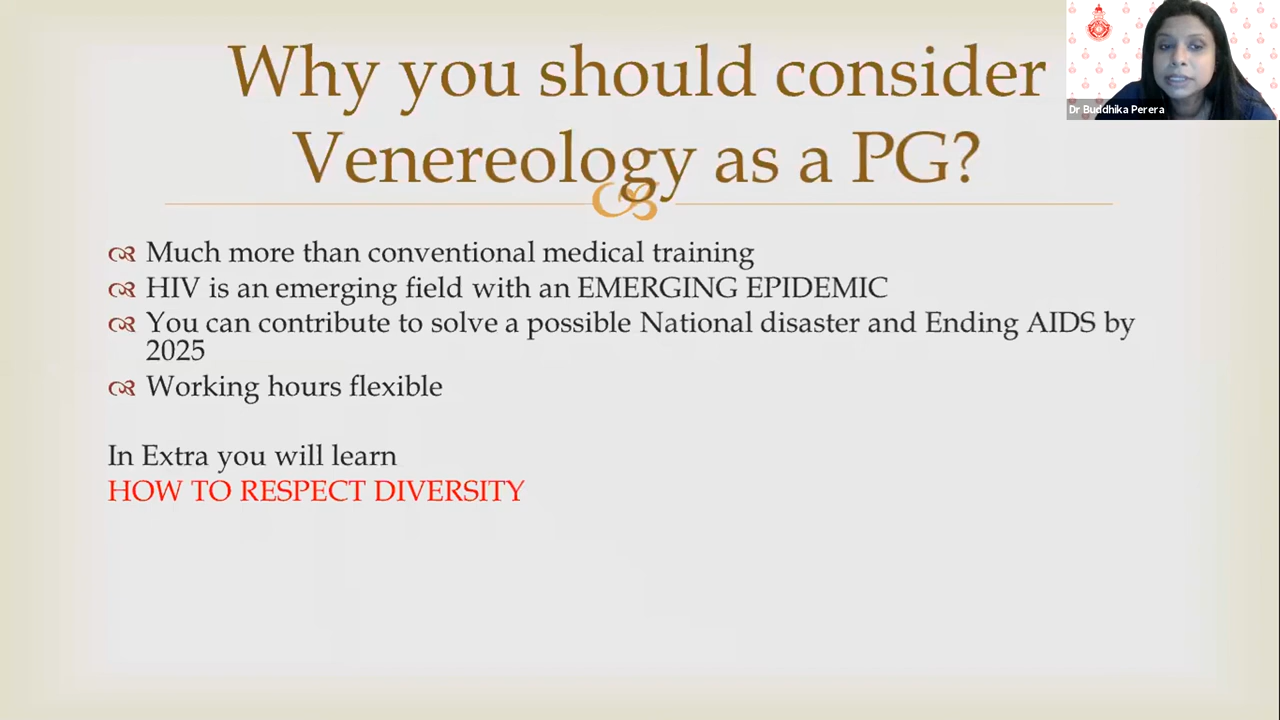 Why you should consider
Venereology as a PG?
Dr Buddhika Perera
Much more than conventional medical training
HIV is an emerging field with an EMERGING EPIDEMIC
You can contribute to solve a possible National disaster and Ending AIDS by
2025
Working hours flexible
In Extra you will learn
HOW TO RESPECT DIVERSITY